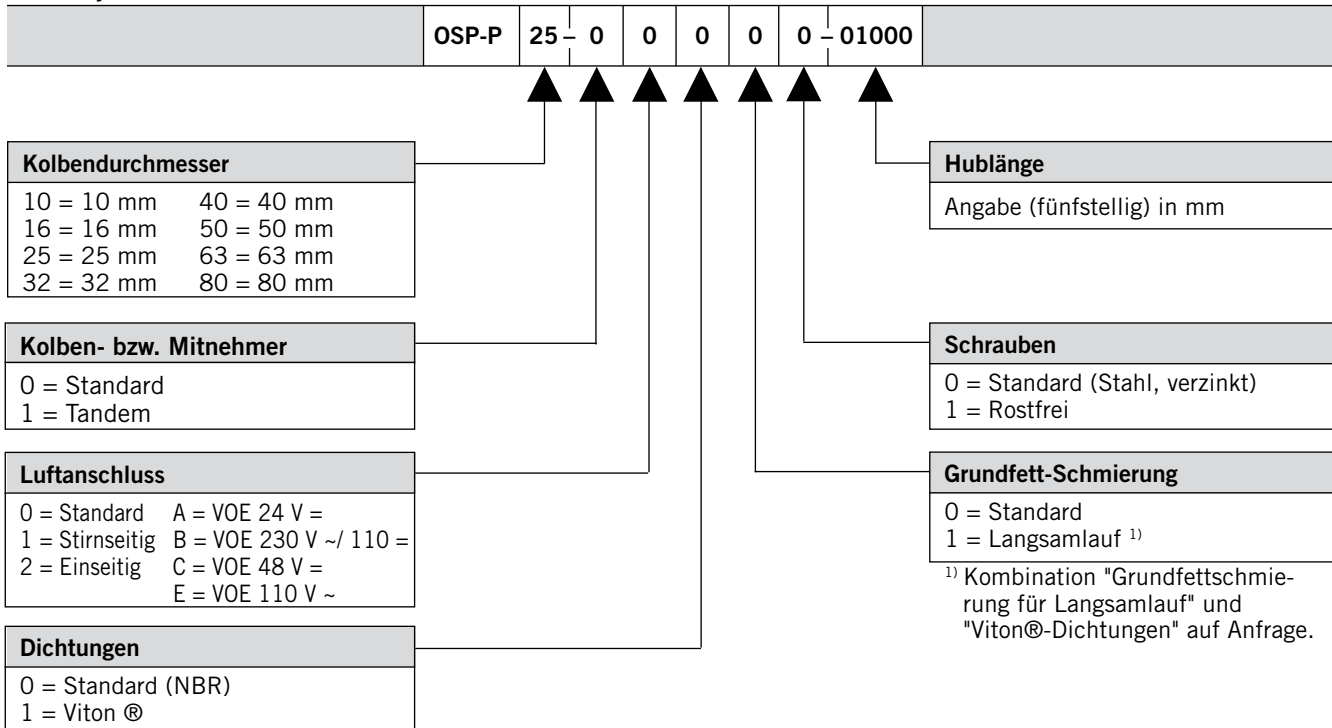 OSP-P 25 – 0 0 0 0 0 – 01000
Kolbendurchmesser
10 = 10 mm 40 = 40 mm
16 = 16 mm 50 = 50 mm
25 = 25 mm 63 = 63 mm
32 = 32 mm 80 = 80 mm
Kolben- bzw. Mitnehmer
0 = Standard
1 = Tandem
Luftanschluss
0 = Standard A = VOE 24 V =
1 = Stirnseitig B = VOE 230 V ~/ 110 =
2 = Einseitig C = VOE 48 V =
E = VOE 110 V ~
Dichtungen
0 = Standard (NBR)
1 = Viton ®
Hublänge
Angabe (fünfstellig) in mm
Schrauben
0 = Standard (Stahl, verzinkt)
1 = Rostfrei
Grundfett-Schmierung
0 = Standard
1 = Langsamlauf 1)
1) Kombination "Grundfettschmie-
rung für Langsamlauf" und
"Viton®-Dichtungen" auf Anfrage.